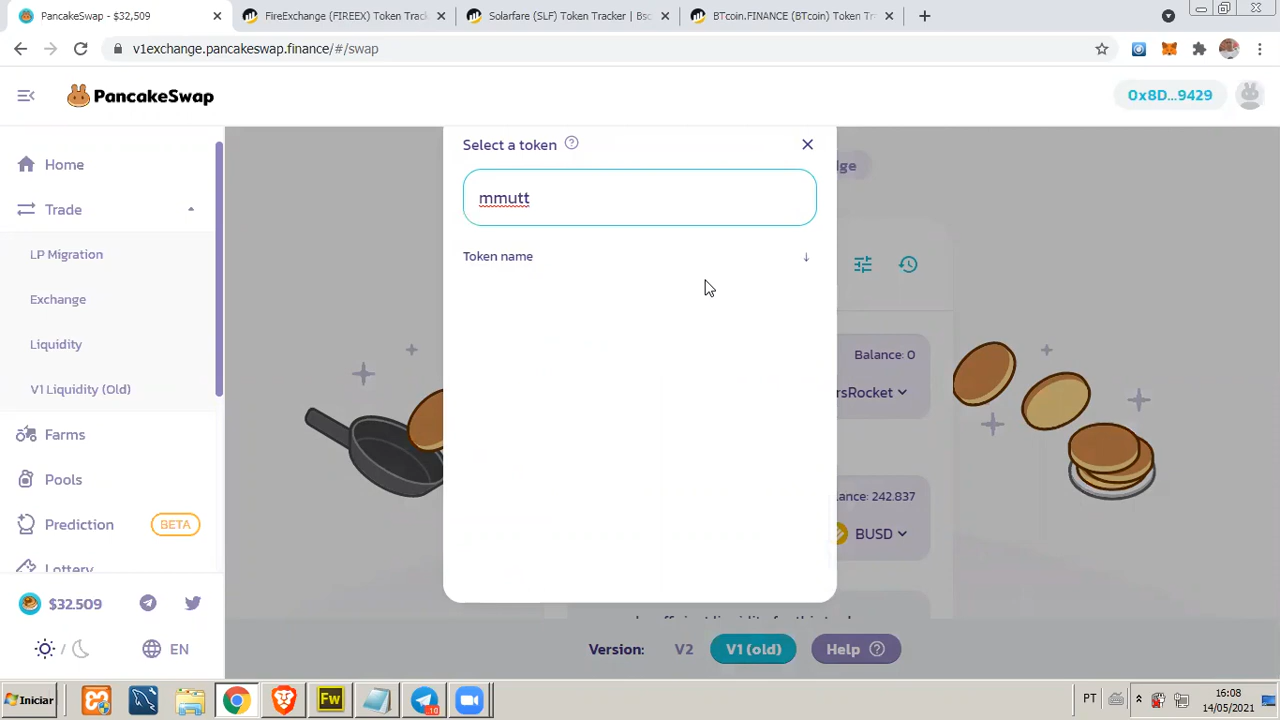 PancakeSwap - $32,509
FireExchange (FIREEX) Token Track
Solarfare (SLF) Token Tracker | Bsc
BTcoin.FINANCE (BTcoin) Token Tr
v1exchange.pancakeswap.finance/#/swap
PancakeSwap
0x8D...9429
Home
Trade
LP Migration
Exchange
Liquidity
V1 Liquidity (Old)
Farms
Pools
Prediction
BETA
Lottery
$32.509
/
EN
Select a token
mmutt
Token name
dge
Balance: 0
rsRocket
lance: 242.837
BUSD
Version:
V2
V1 (old)
Help
Iniciar
Fw
10
PT
16:08
14/05/2021